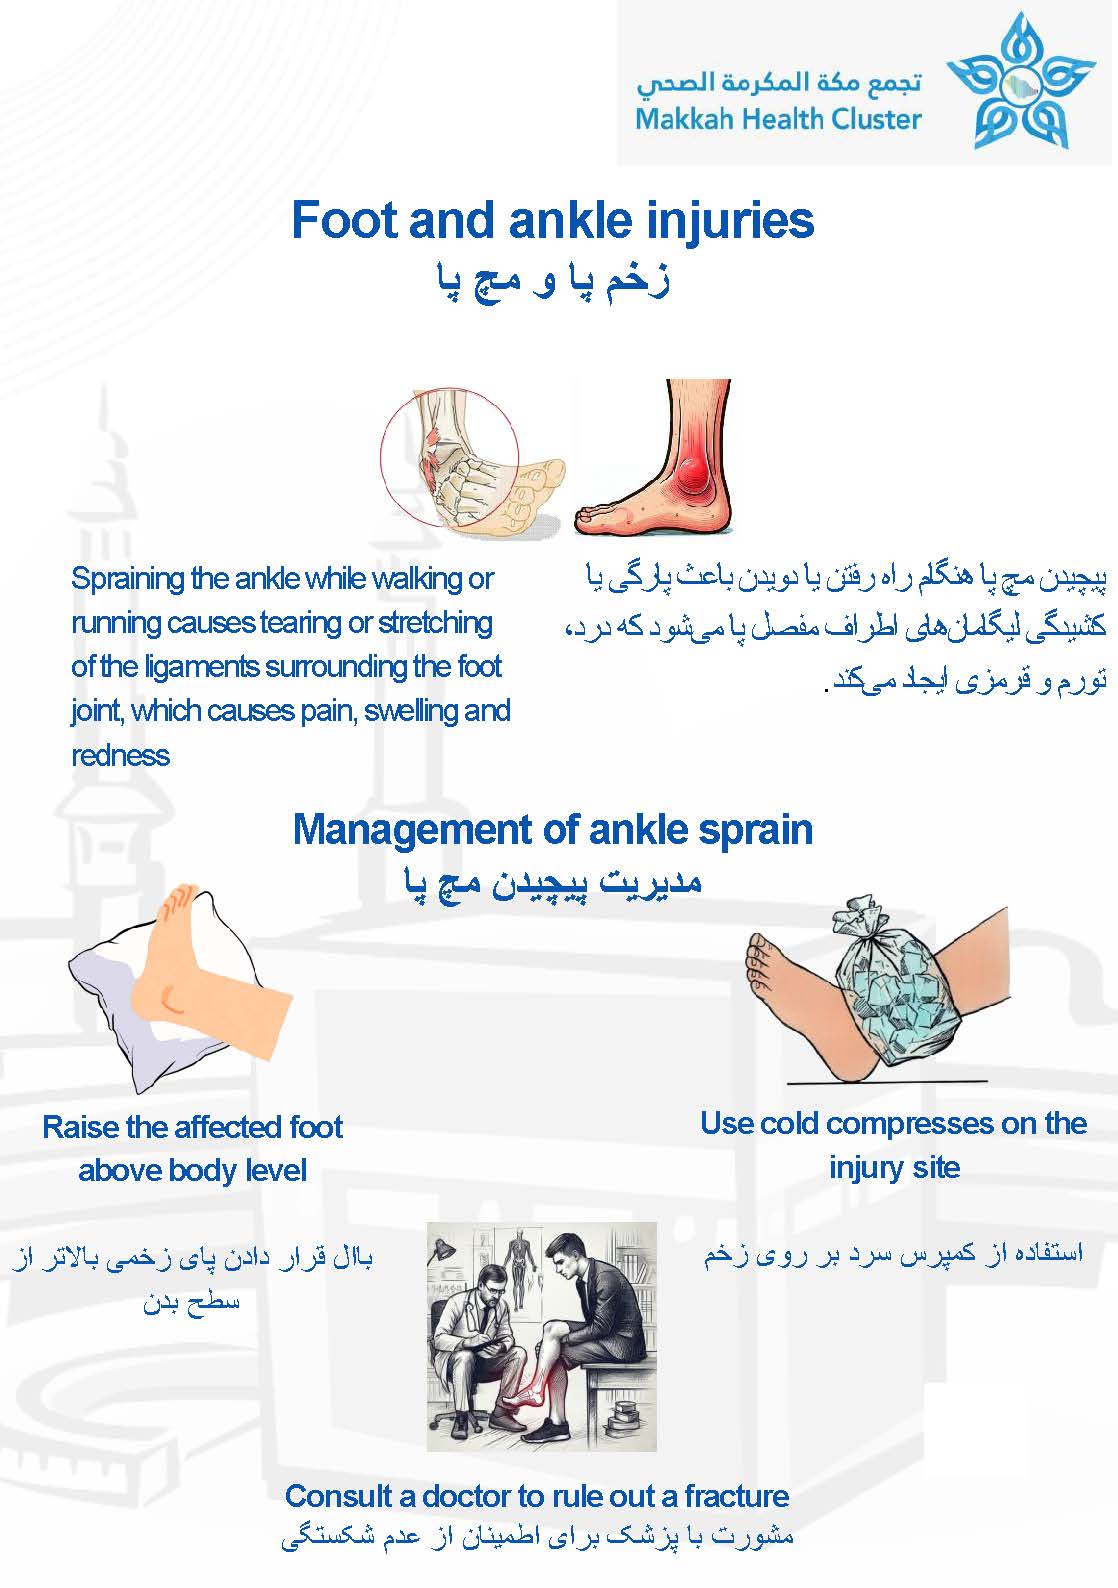 تجمع مكة المكرمة الصحي
Makkah Health Cluster
Foot and ankle injuries
زخم پا و مچ پا
Spraining the ankle while walking or
running causes tearing or stretching
of the ligaments surrounding the foot
joint, which causes pain, swelling and
redness
پیچیدن مچ پا هنگام راه رفتن یا دویدن باعث پارگی یا
کشیدگی لیگامان‌های اطراف مفصل پا می‌شود که درد،
تورم و قرمزی ایجاد می‌کند.
Management of ankle sprain
مدیریت پیچیدن مچ پا
Raise the affected foot
above body level
باال قرار دادن پای زخمی بالاتر از
سطح بدن
Use cold compresses on the
injury site
استفاده از کمپرس سرد بر روی زخم
Consult a doctor to rule out a fracture
مشورت با پزشک برای اطمینان از عدم شکستگی